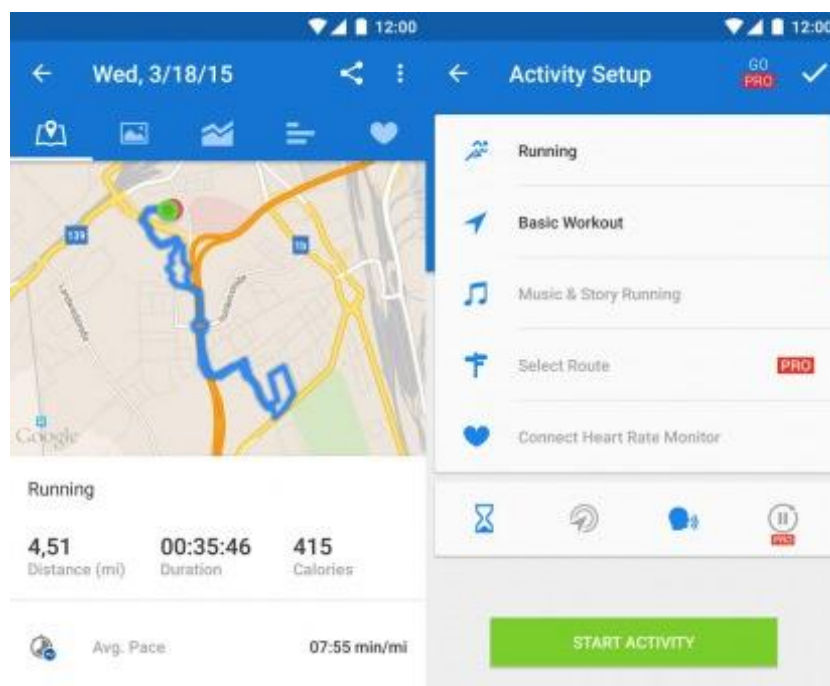 12:00
Wed, 3/18/15
139
1b
Google
Running
4,51 00:35:46 415
Distance (mi) Duration Calories
Avg. Pace 07:55 min/mi
12:00
Activity Setup GO PRO
Running
Basic Workout
Music & Story Running
Select Route PRO
Connect Heart Rate Monitor
PRO
START ACTIVITY